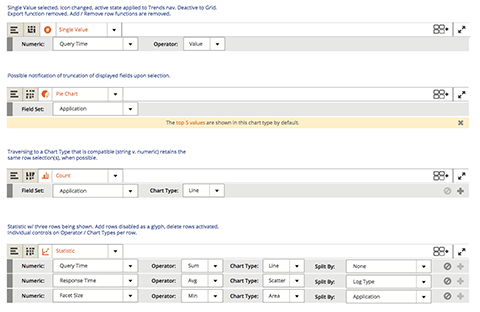 Single Value selected. Icon changed, active state applied to Trends nav. Deactive to Grid.
Export function removed. Add / Remove row functions are removed.
Single Value
Numeric: Query Time Operator: Value
Possible notification of truncation of displayed fields upon selection.
Pie Chart
Field Set: Application
The top 5 values are shown in this chart type by default.
Traversing to a Chart Type that is compatible (string v. numeric) retains the
same row selection(s), when possible.
Count
Field Set: Application Chart Type: Line
Statistic w/ three rows being shown. Add rows disabled as a glyph, delete rows activated.
Individual controls on Operator / Chart Types per row.
Statistic
Numeric: Query Time Operator: Sum Chart Type: Line Split By: None
Numeric: Response Time Operator: Avg Chart Type: Scatter Split By: Log Type
Numeric: Facet Size Operator: Min Chart Type: Area Split By: Application